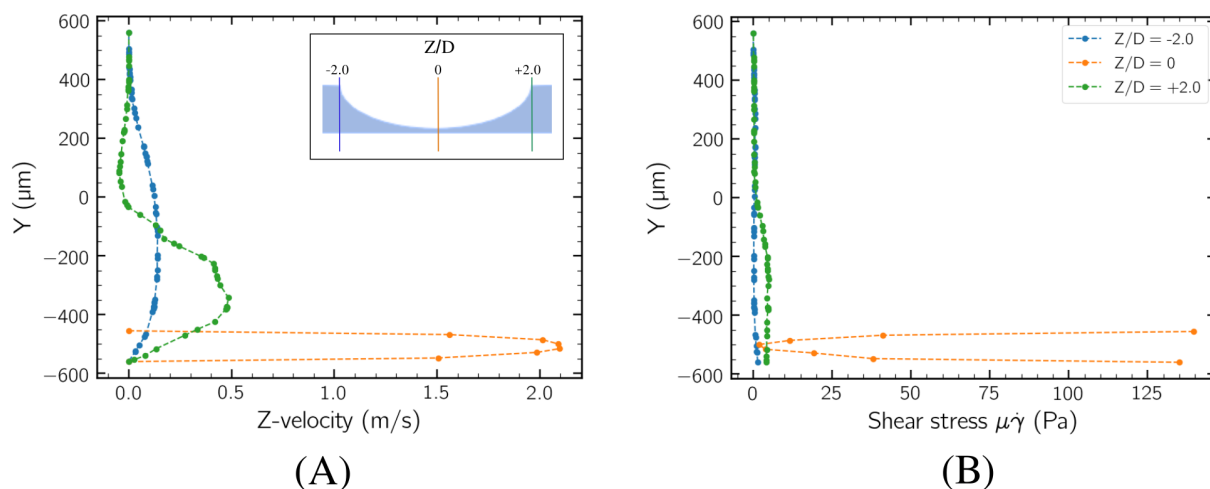 600
400
200
0
−200
−400
−600
Y (μm)
0.0 0.5 1.0 1.5 2.0
Z-velocity (m/s)
Z/D
-2.0 0 +2.0
(A)
600
400
200
0
−200
−400
−600
Y (μm)
0 25 50 75 100 125
Shear stress μγ̇ (Pa)
Z/D = -2.0
Z/D = 0
Z/D = +2.0
(B)